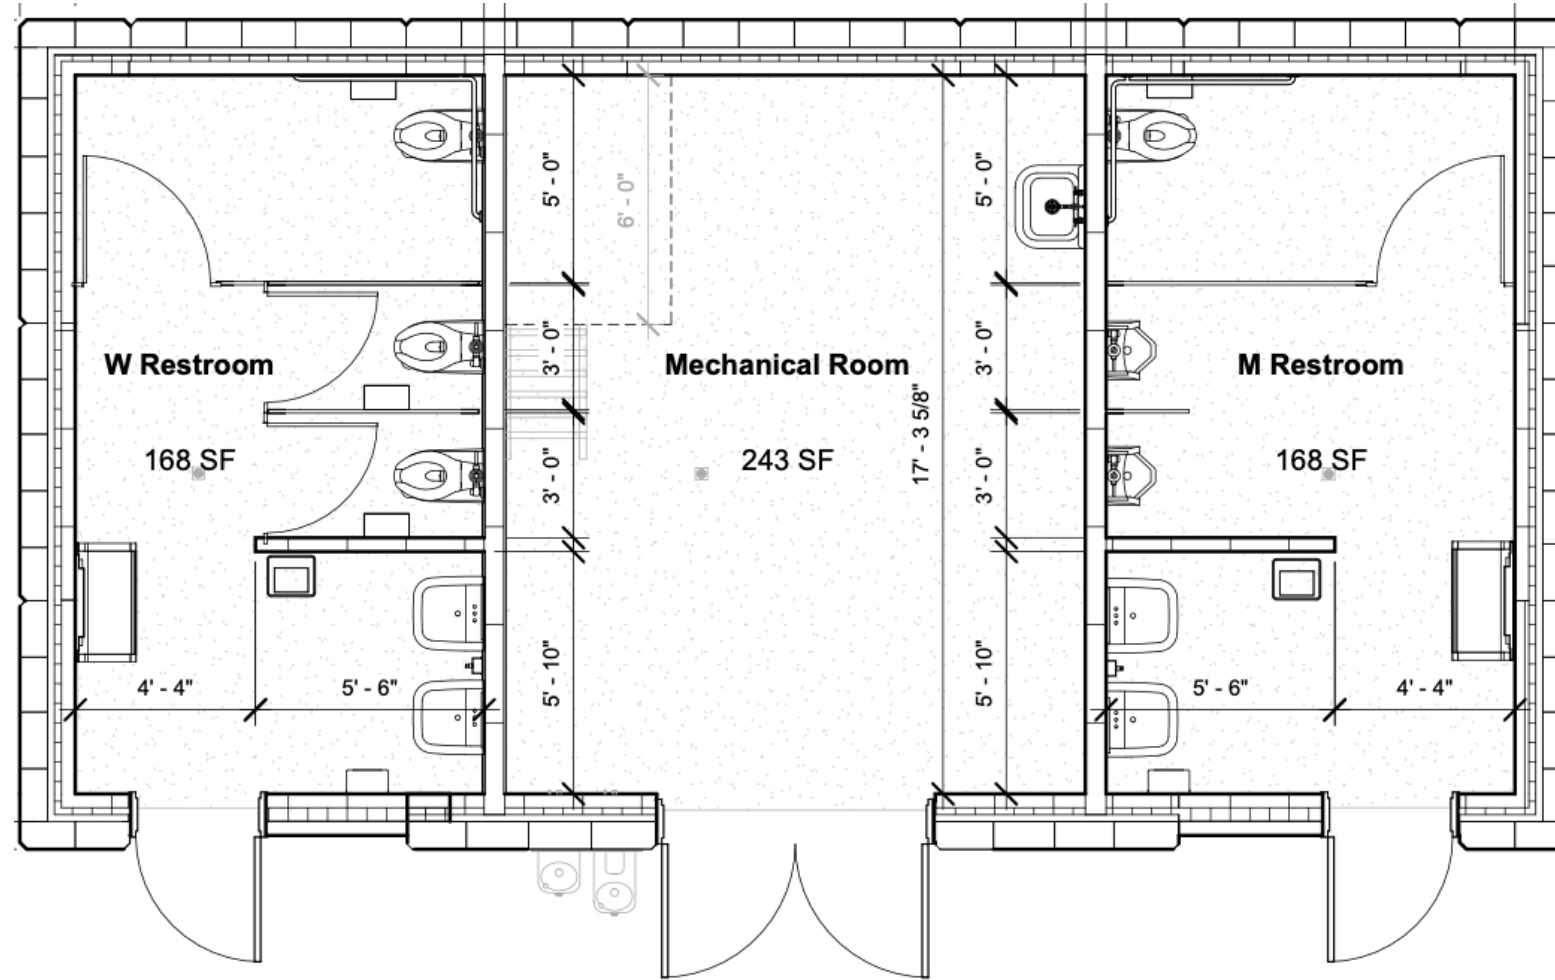 5' - 0"
6' - 0"
5' - 0"
3' - 0"
3' - 0"
W Restroom
Mechanical Room
M Restroom
17' - 3 5/8"
168 SF
243 SF
168 SF
3' - 0"
3' - 0"
5' - 10"
5' - 10"
4' - 4"
5' - 6"
5' - 6"
4' - 4"